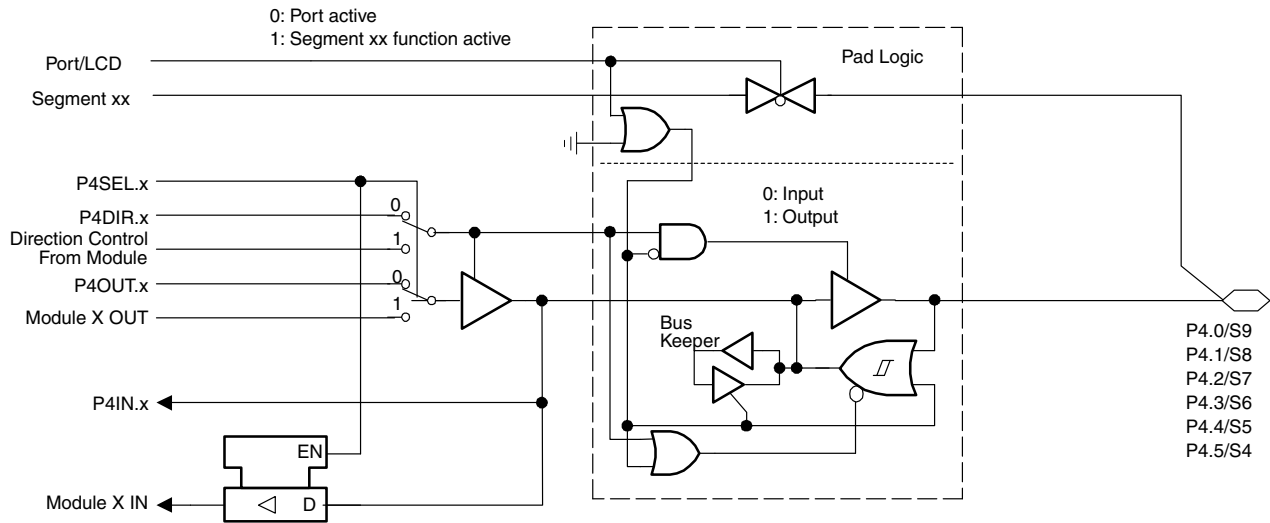 0: Port active
1: Segment xx function active
Port/LCD
Segment xx
Pad Logic
P4SEL.x
0
P4DIR.x
1
Direction Control
From Module
0: Input
1: Output
0
P4OUT.x
1
Module X OUT
Bus
Keeper
P4.0/S9
P4.1/S8
P4.2/S7
P4.3/S6
P4.4/S5
P4.5/S4
P4IN.x
EN
Module X IN
D